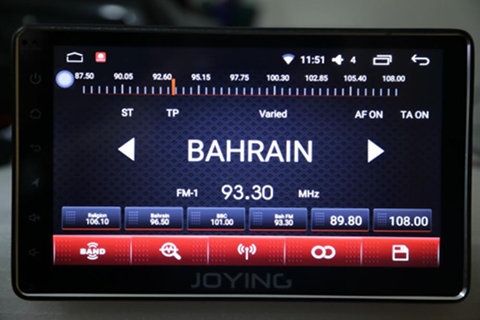 11:51 4
87.50 90.05 92.60 95.15 97.75 100.30 102.85 105.40 108.00
ST TP Varied AF ON TA ON
BAHRAIN
FM-1 93.30 MHz
Religion 106.10 Bahrain 96.50 BBC 101.00 Bah FM 93.30 89.80 108.00
BAND
JOYING